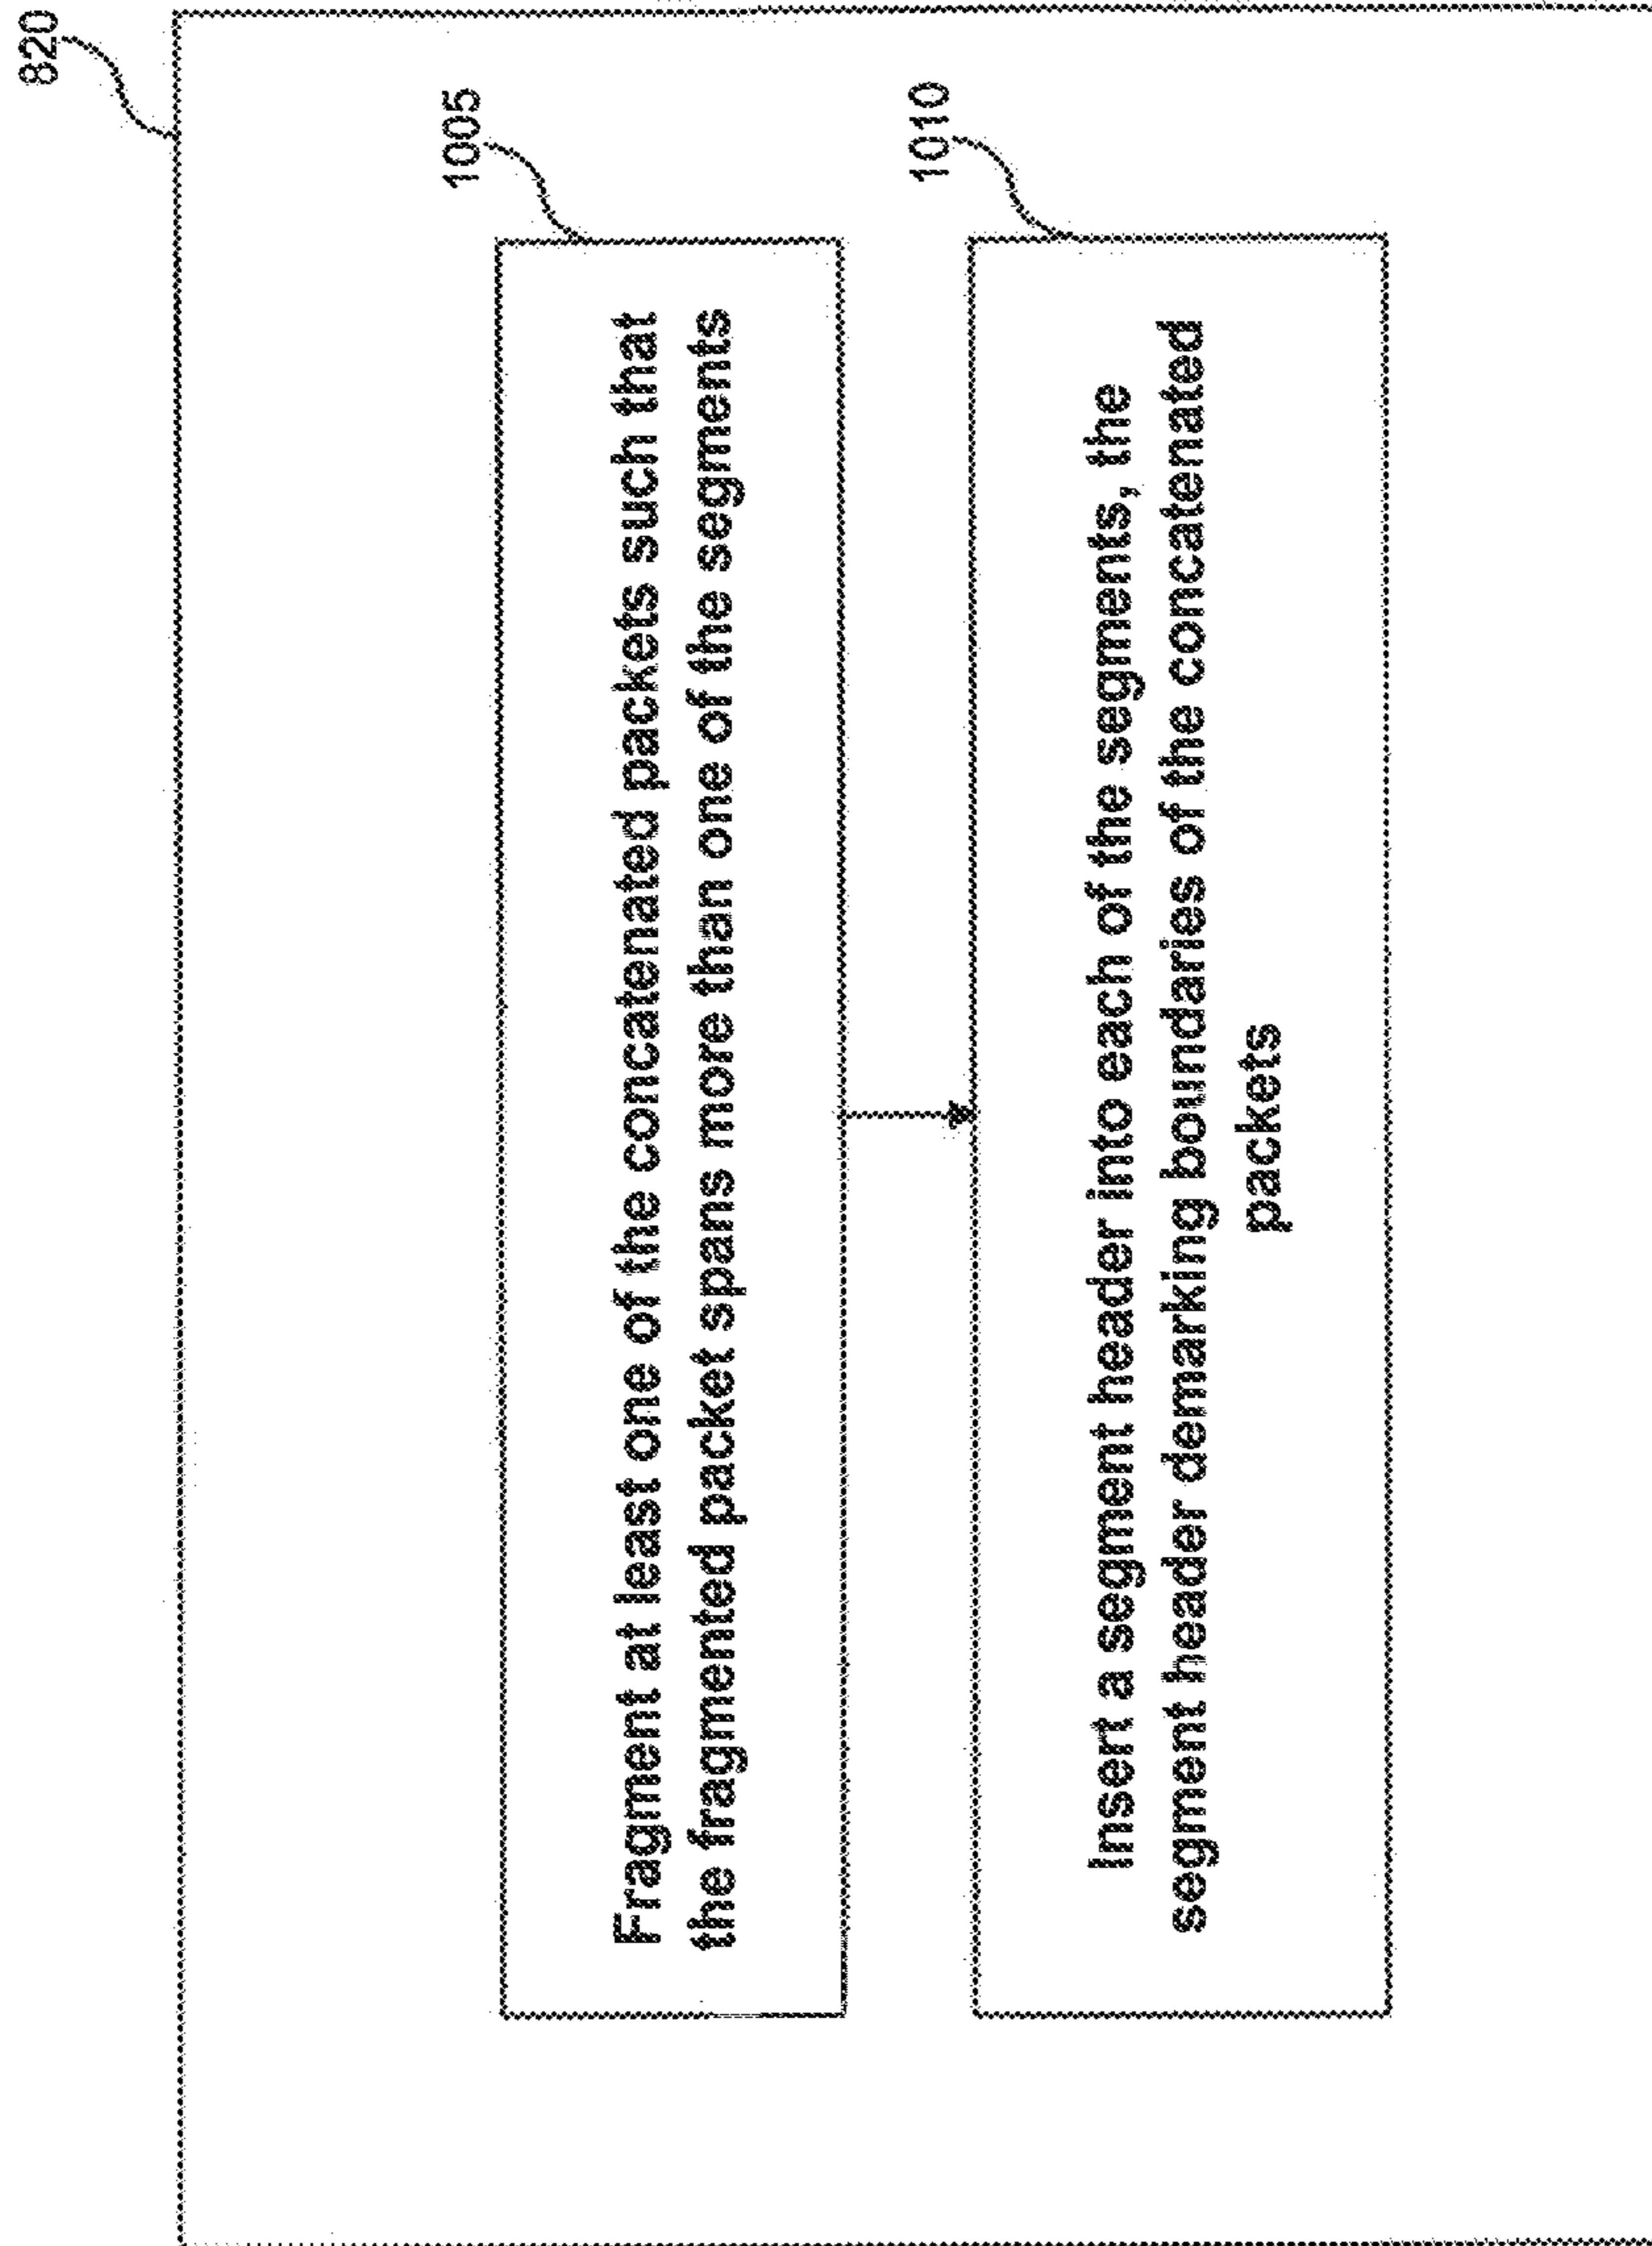 820
1005
Fragment at least one of the concatenated packets such that
the fragmented packet spans more than one of the segments
1010
Insert a segment header into each of the segments, the
segment header demarking boundaries of the concatenated
packets